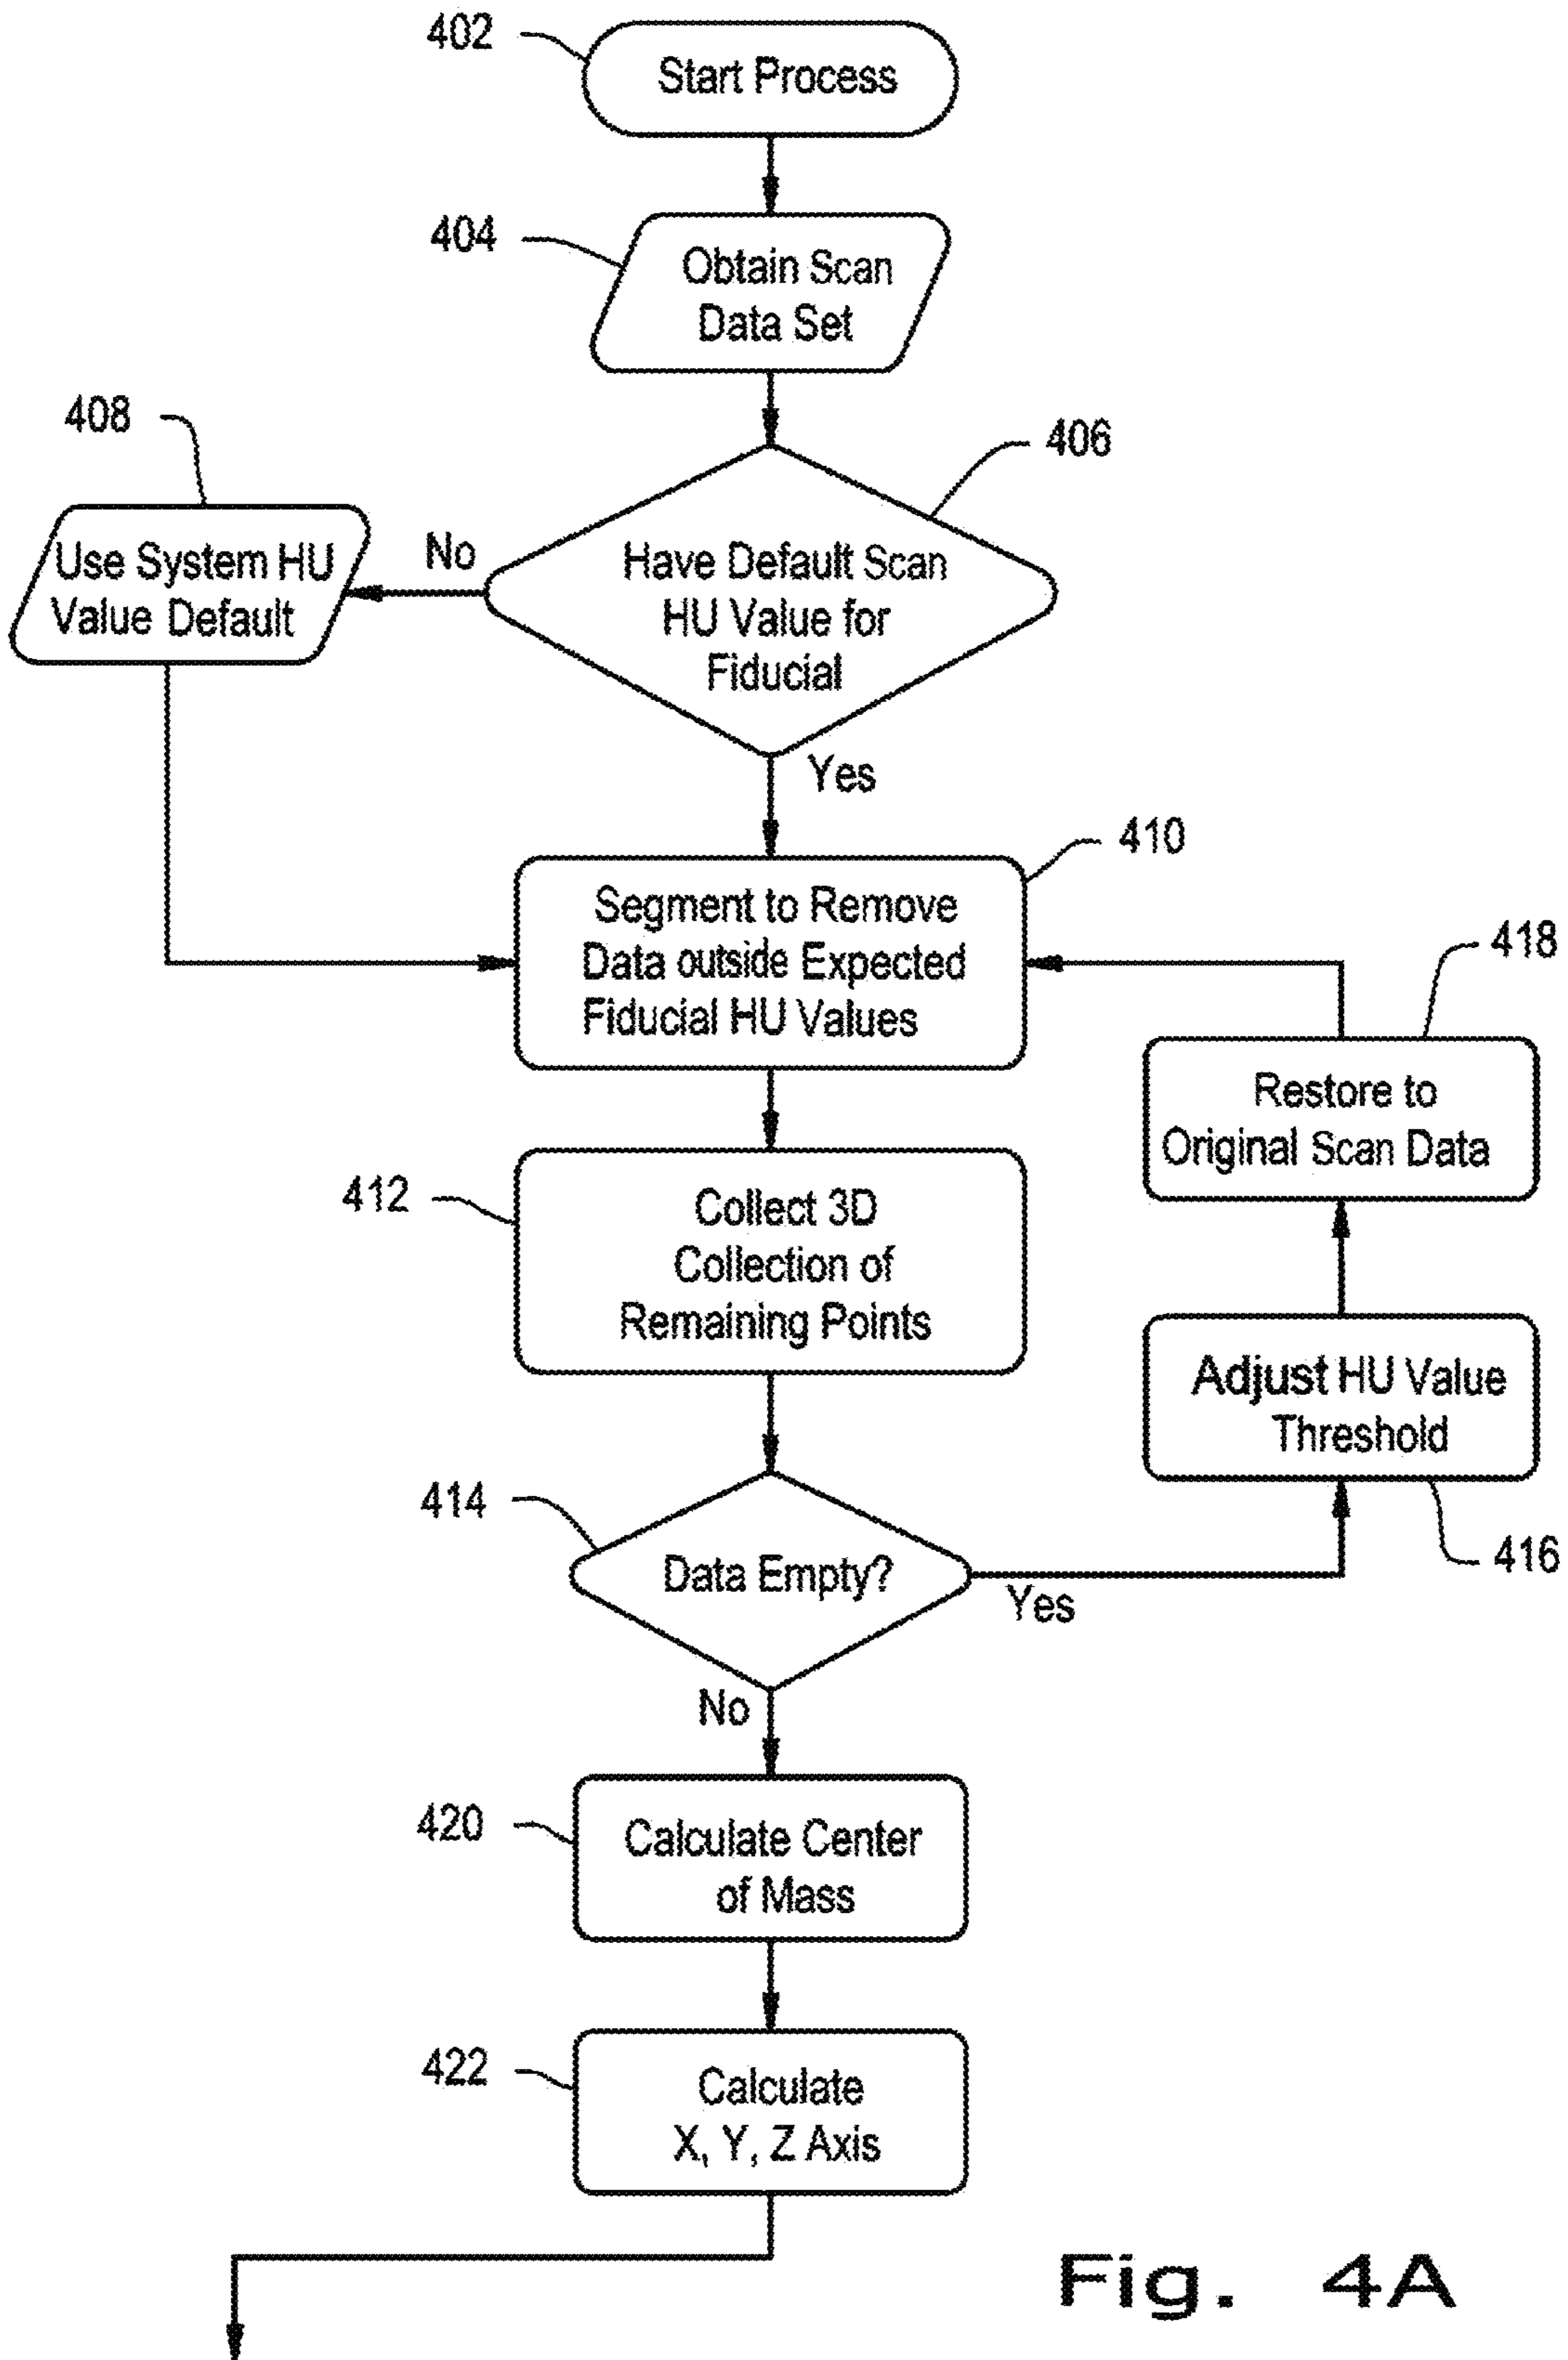 402
Start Process
404
Obtain Scan
Data Set
408
406
Use System HU
Value Default
No
Have Default Scan
HU Value for
Fiducial
Yes
410
Segment to Remove
Data outside Expected
Fiducial HU Values
418
Restore to
Original Scan Data
412
Collect 3D
Collection of
Remaining Points
Adjust HU Value
Threshold
414
Data Empty?
Yes
416
No
420
Calculate Center
of Mass
422
Calculate
X, Y, Z Axis
Fig. 4A